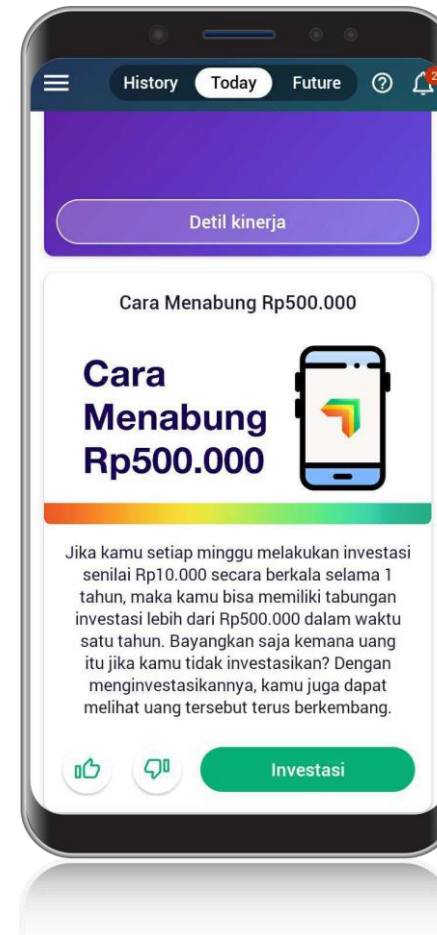 History Today Future 2
Detil kinerja
Cara Menabung Rp500.000
Cara
Menabung
Rp500.000
Jika kamu setiap minggu melakukan investasi
senilai Rp10.000 secara berkala selama 1
tahun, maka kamu bisa memiliki tabungan
investasi lebih dari Rp500.000 dalam waktu
satu tahun. Bayangkan saja kemana uang
itu jika kamu tidak investasikan? Dengan
menginvestasikannya, kamu juga dapat
melihat uang tersebut terus berkembang.
Investasi